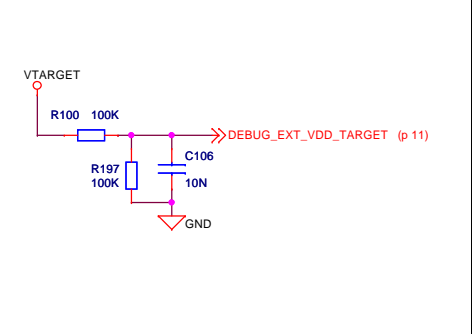 VTARGET
R100 100K
DEBUG_EXT_VDD_TARGET (p 11)
R197
100K
C106
10N
GND